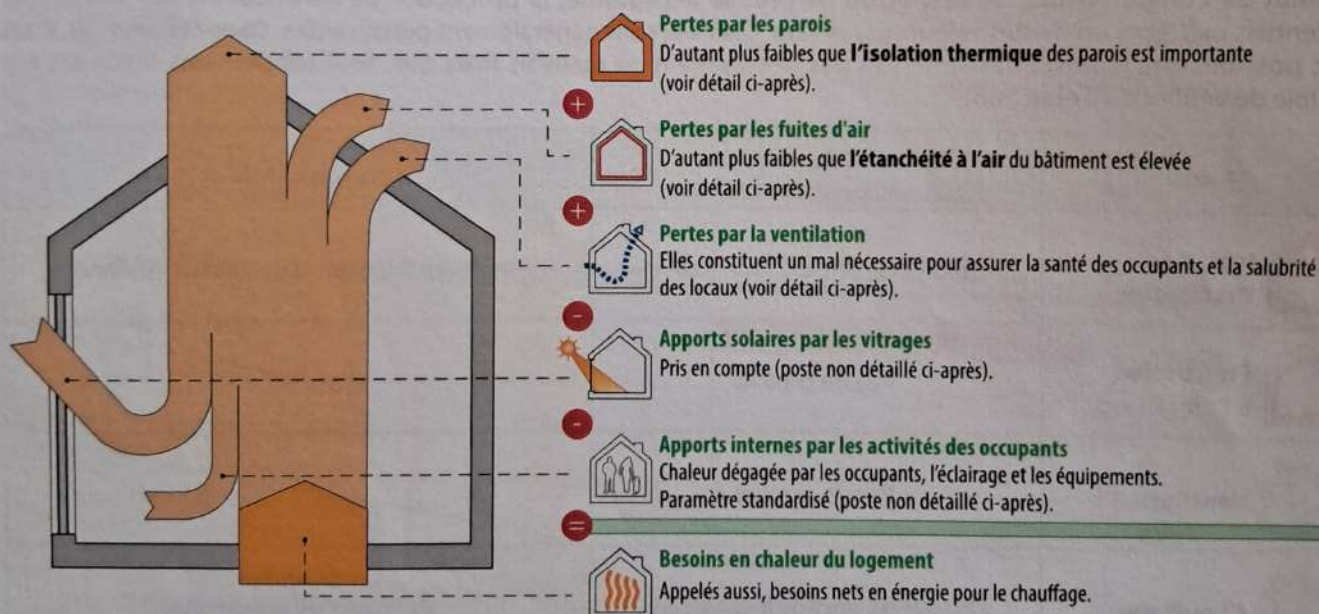 Pertes par les parois
D'autant plus faibles que l'isolation thermique des parois est importante
(voir détail ci-après).
+
Pertes par les fuites d'air
D'autant plus faibles que l'étanchéité à l'air du bâtiment est élevée
(voir détail ci-après).
+
Pertes par la ventilation
Elles constituent un mal nécessaire pour assurer la santé des occupants et la salubrité
des locaux (voir détail ci-après).
-
Apports solaires par les vitrages
Pris en compte (poste non détaillé ci-après).
-
Apports internes par les activités des occupants
Chaleur dégagée par les occupants, l'éclairage et les équipements.
Paramètre standardisé (poste non détaillé ci-après).
=
Besoins en chaleur du logement
Appelés aussi, besoins nets en énergie pour le chauffage.